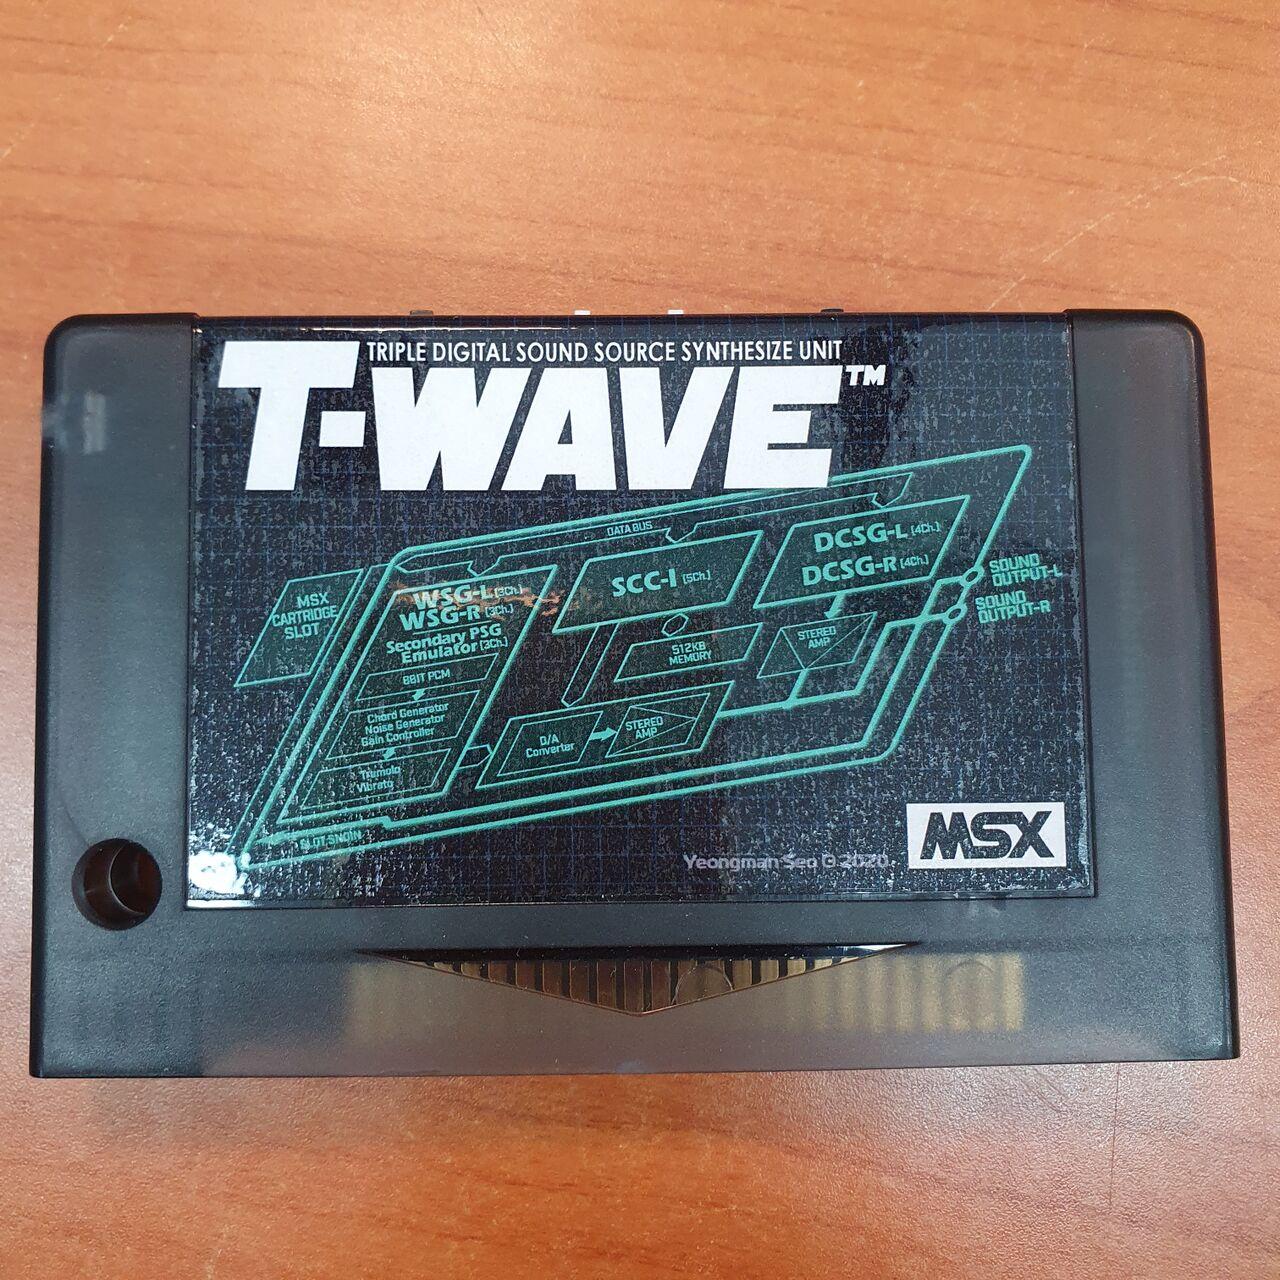 TRIPLE DIGITAL SOUND SOURCE SYNTHESIZE UNIT
T-WAVE™
DATA BUS
DCSG-L (4Ch.)
DCSG-R (4Ch.)
SCC-I (5Ch.)
SOUND
OUTPUT-L
SOUND
OUTPUT-R
MSX
CARTRIDGE
SLOT
WSG-L (3Ch.)
WSG-R (3Ch.)
Secondary PSG
Emulator (3Ch.)
8BIT PCM
Chord Generator
Noise Generator
Gain Controller
Tremolo
Vibrato
512KB
MEMORY
STEREO
AMP
D/A
Converter
STEREO
AMP
SLOT SNDIN
Yeongman Seo © 2020.
MSX